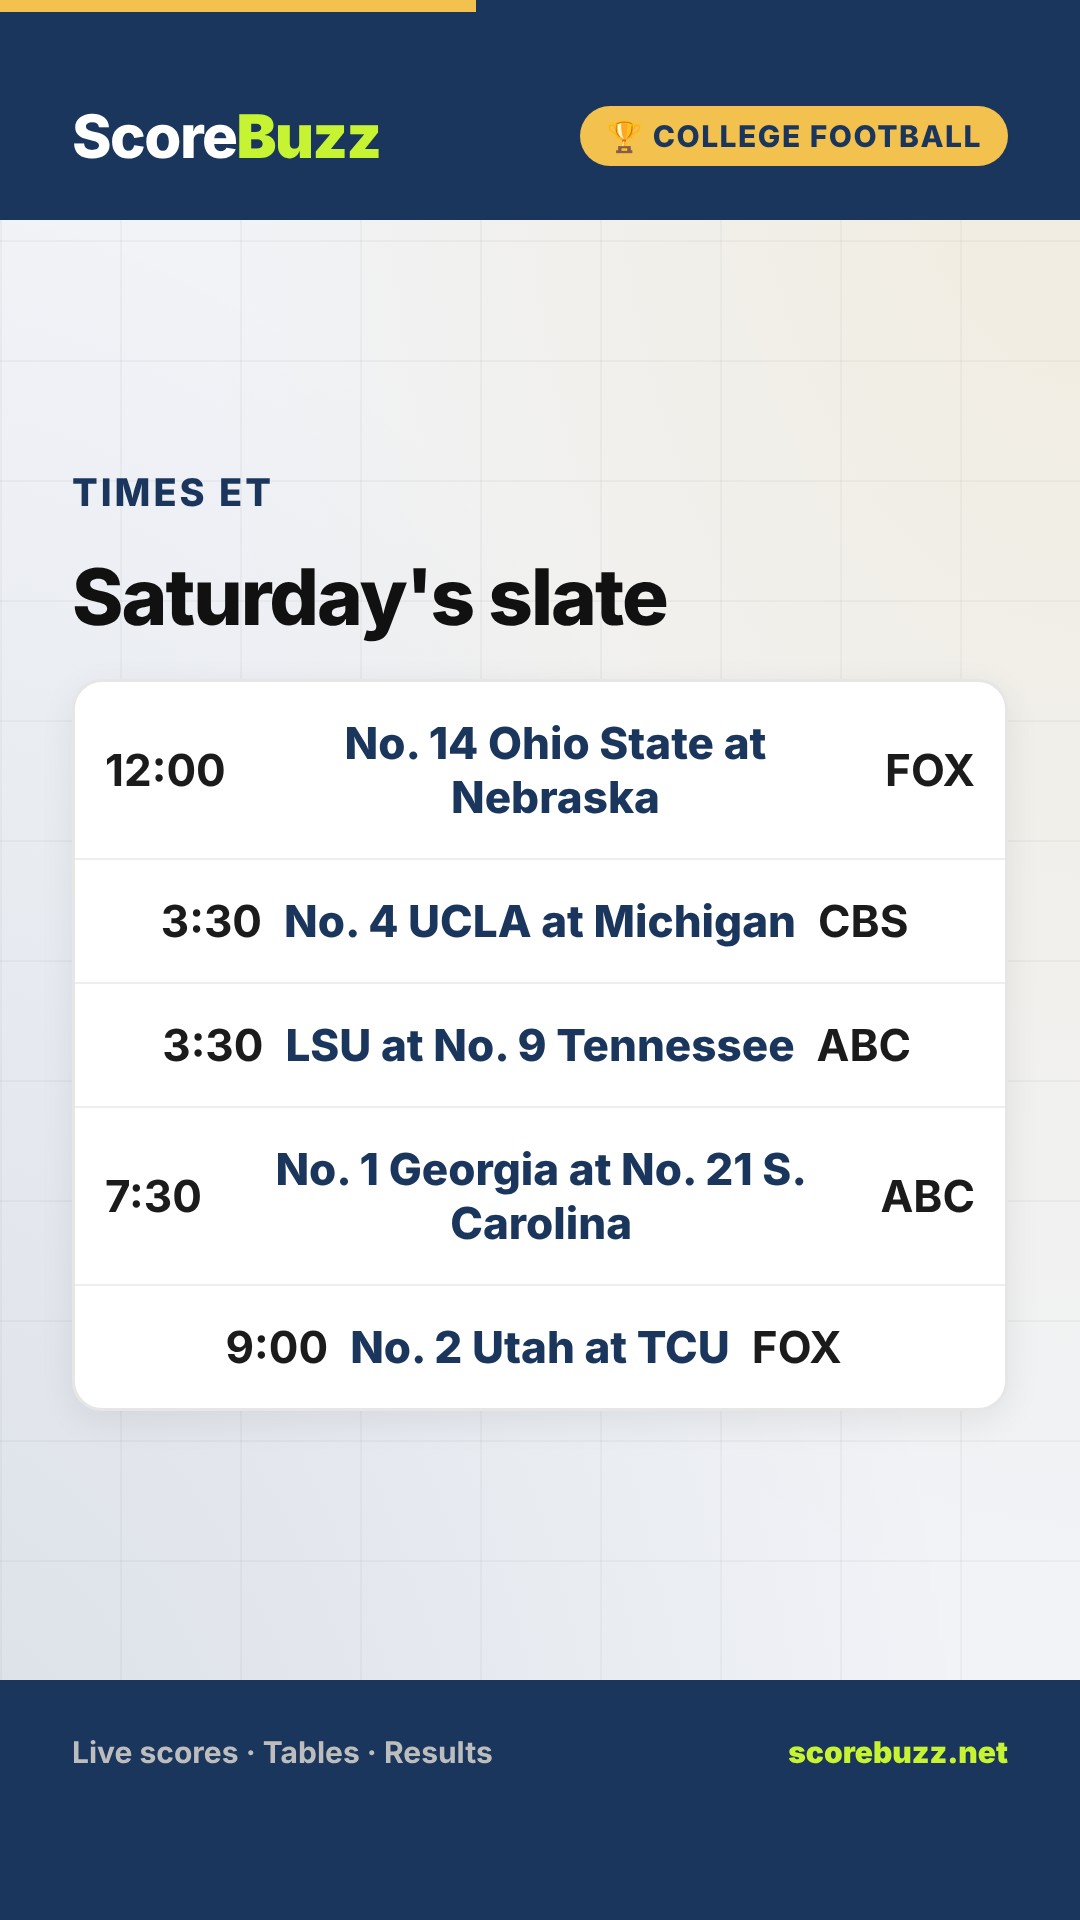 ScoreBuzz
🏆 COLLEGE FOOTBALL
TIMES ET
Saturday's slate
12:00 No. 14 Ohio State at Nebraska FOX
3:30 No. 4 UCLA at Michigan CBS
3:30 LSU at No. 9 Tennessee ABC
7:30 No. 1 Georgia at No. 21 S. Carolina ABC
9:00 No. 2 Utah at TCU FOX
Live scores · Tables · Results
scorebuzz.net